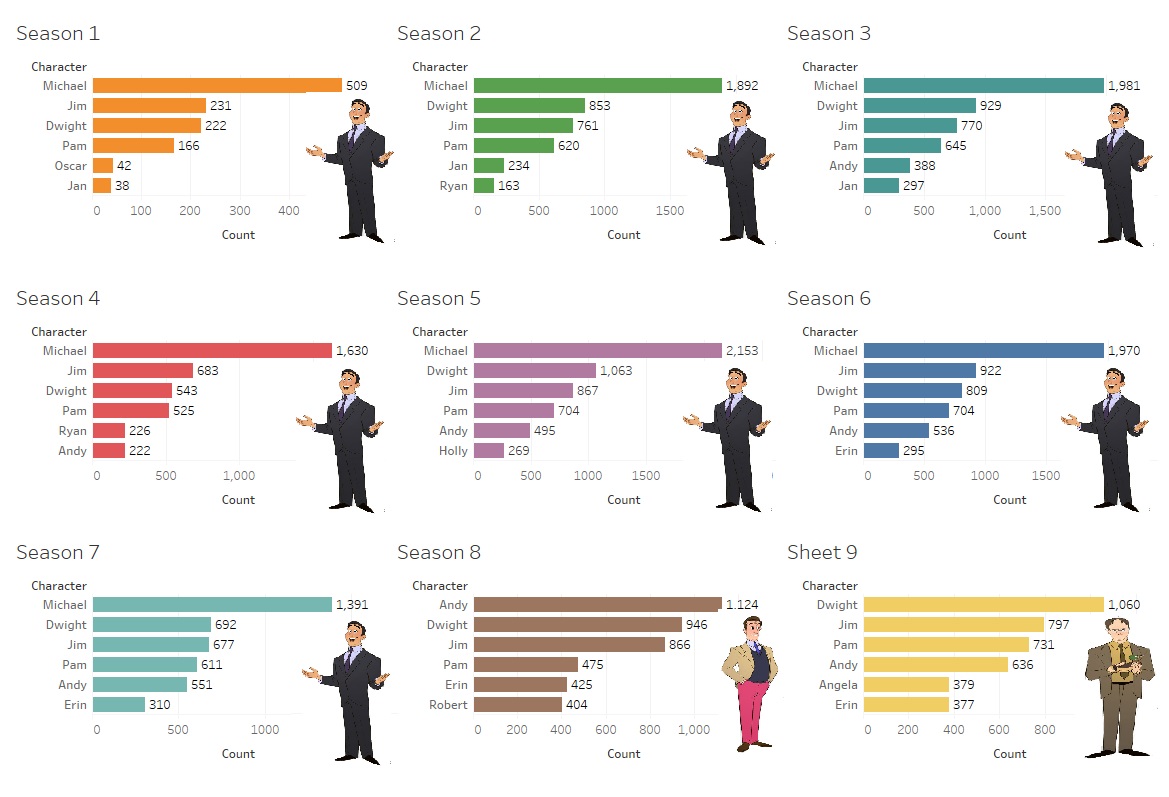 Season 1
Character
Michael 509
Jim 231
Dwight 222
Pam 166
Oscar 42
Jan 38
0 100 200 300 400
Count
Season 2
Character
Michael 1,892
Dwight 853
Jim 761
Pam 620
Jan 234
Ryan 163
0 500 1000 1500
Count
Season 3
Character
Michael 1,981
Dwight 929
Jim 770
Pam 645
Andy 388
Jan 297
0 500 1,000 1,500
Count
Season 4
Character
Michael 1,630
Jim 683
Dwight 543
Pam 525
Ryan 226
Andy 222
0 500 1,000
Count
Season 5
Character
Michael 2,153
Dwight 1,063
Jim 867
Pam 704
Andy 495
Holly 269
0 500 1000 1500
Count
Season 6
Character
Michael 1,970
Jim 922
Dwight 809
Pam 704
Andy 536
Erin 295
0 500 1000 1500
Count
Season 7
Character
Michael 1,391
Dwight 692
Jim 677
Pam 611
Andy 551
Erin 310
0 500 1000
Count
Season 8
Character
Andy 1.124
Dwight 946
Jim 866
Pam 475
Erin 425
Robert 404
0 200 400 600 800 1,000
Count
Sheet 9
Character
Dwight 1,060
Jim 797
Pam 731
Andy 636
Angela 379
Erin 377
0 200 400 600 800
Count